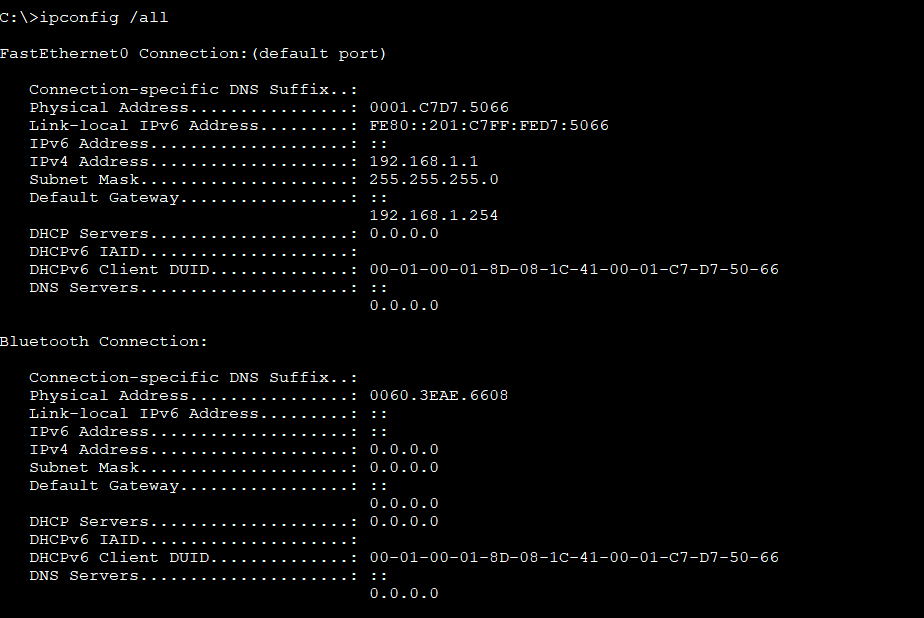 C:\>ipconfig /all
FastEthernet0 Connection:(default port)
Connection-specific DNS Suffix..:
Physical Address................: 0001.C7D7.5066
Link-local IPv6 Address.........: FE80::201:C7FF:FED7:5066
IPv6 Address....................: ::
IPv4 Address....................: 192.168.1.1
Subnet Mask.....................: 255.255.255.0
Default Gateway.................: ::
192.168.1.254
DHCP Servers....................: 0.0.0.0
DHCPv6 IAID.....................:
DHCPv6 Client DUID..............: 00-01-00-01-8D-08-1C-41-00-01-C7-D7-50-66
DNS Servers.....................: ::
0.0.0.0
Bluetooth Connection:
Connection-specific DNS Suffix..:
Physical Address................: 0060.3EAE.6608
Link-local IPv6 Address.........: ::
IPv6 Address....................: ::
IPv4 Address....................: 0.0.0.0
Subnet Mask.....................: 0.0.0.0
Default Gateway.................: ::
0.0.0.0
DHCP Servers....................: 0.0.0.0
DHCPv6 IAID.....................:
DHCPv6 Client DUID..............: 00-01-00-01-8D-08-1C-41-00-01-C7-D7-50-66
DNS Servers.....................: ::
0.0.0.0